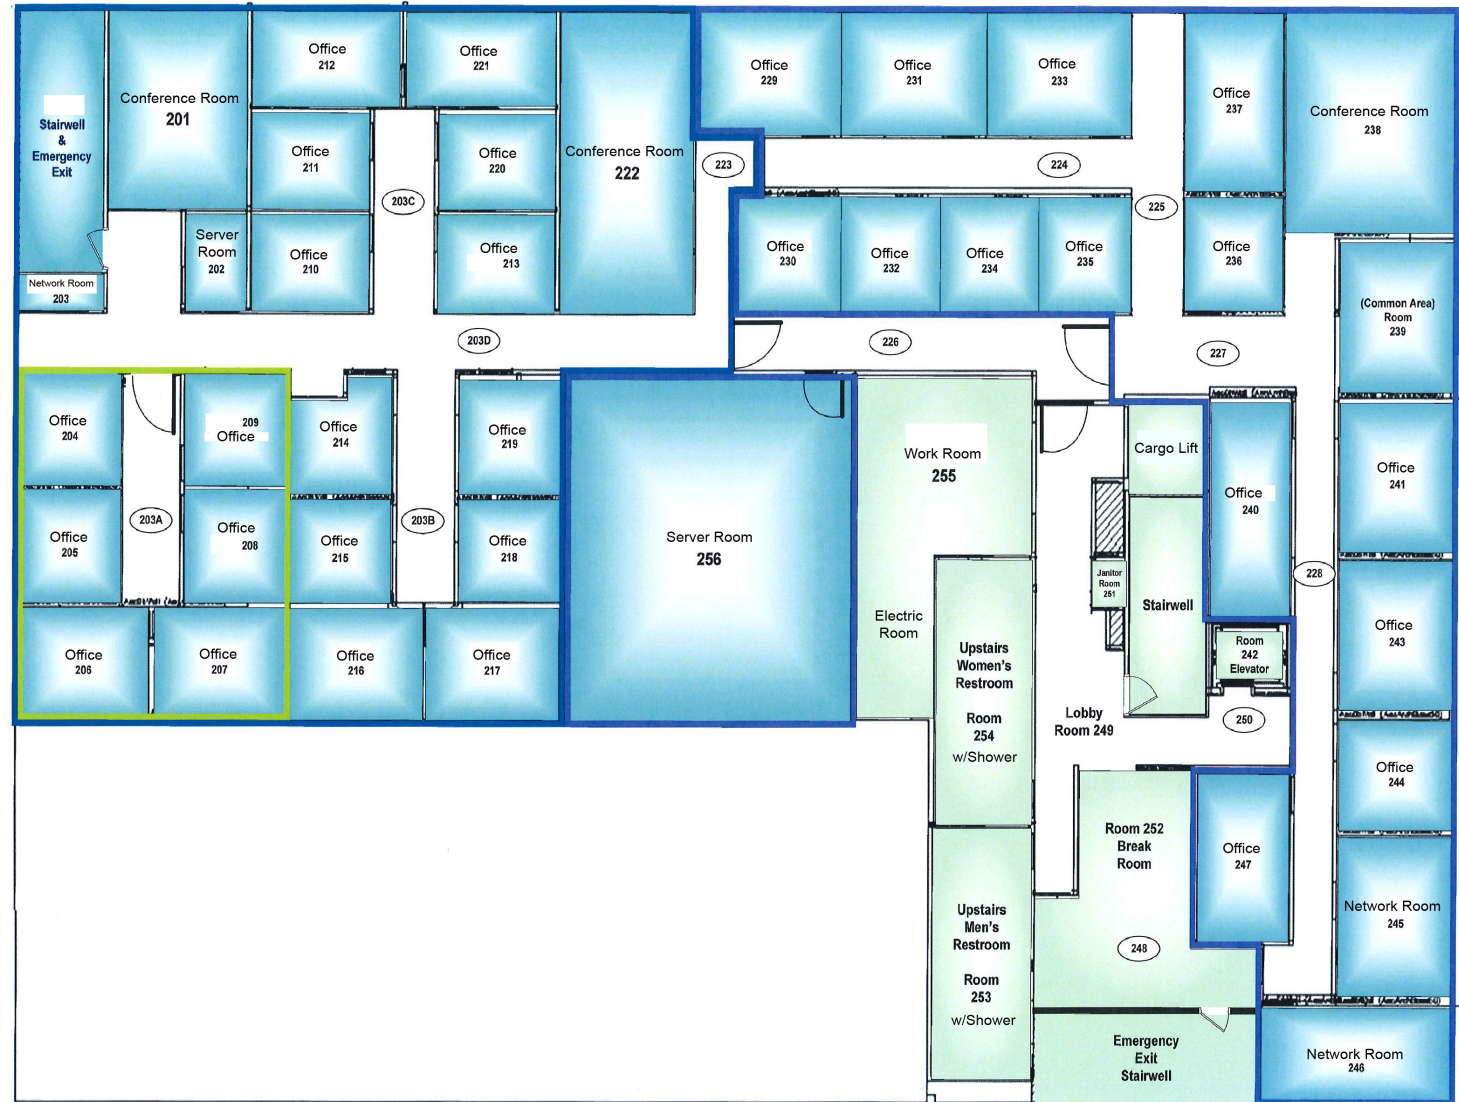 Stairwell
&
Emergency
Exit
Conference Room
201
Office
212
Office
221
Office
211
Office
220
203C
Conference Room
222
223
Server
Room
202
Office
210
Office
213
Network Room
203
203D
Office
229
Office
231
Office
233
224
225
Office
237
Conference Room
238
Office
230
Office
232
Office
234
Office
235
Office
236
(Common Area)
Room
239
226
227
Office
204
209
Office
Office
214
Office
219
Office
205
203A
Office
208
Office
215
203B
Office
218
Office
206
Office
207
Office
216
Office
217
Server Room
256
Work Room
255
Electric
Room
Cargo Lift
Office
240
Office
241
Janitor
Room
251
Stairwell
228
Upstairs
Women's
Restroom
Room
254
w/Shower
Room
242
Elevator
Office
243
Lobby
Room 249
250
Office
244
Room 252
Break
Room
Office
247
Upstairs
Men's
Restroom
Room
253
w/Shower
248
Network Room
245
Emergency
Exit
Stairwell
Network Room
246